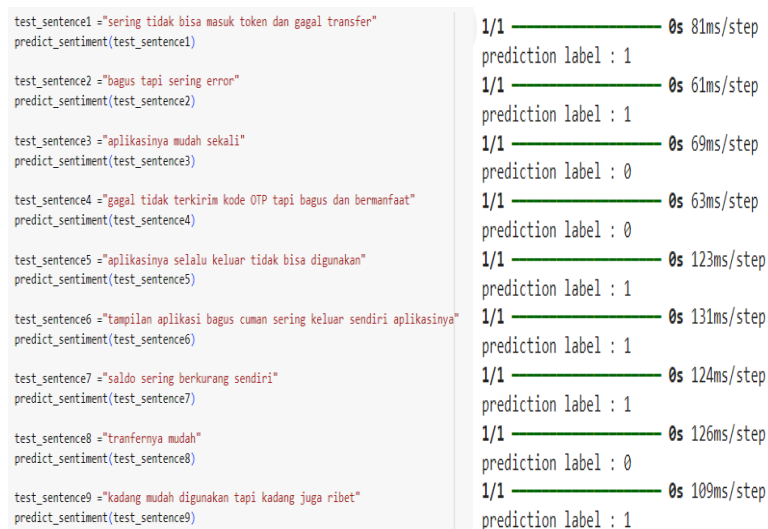 test_sentence1 ="sering tidak bisa masuk token dan gagal transfer"
predict_sentiment(test_sentence1)
test_sentence2 ="bagus tapi sering error"
predict_sentiment(test_sentence2)
test_sentence3 ="aplikasinya mudah sekali"
predict_sentiment(test_sentence3)
test_sentence4 ="gagal tidak terkirim kode OTP tapi bagus dan bermanfaat"
predict_sentiment(test_sentence4)
test_sentence5 ="aplikasinya selalu keluar tidak bisa digunakan"
predict_sentiment(test_sentence5)
test_sentence6 ="tampilan aplikasi bagus cuman sering keluar sendiri aplikasinya"
predict_sentiment(test_sentence6)
test_sentence7 ="saldo sering berkurang sendiri"
predict_sentiment(test_sentence7)
test_sentence8 ="tranfernya mudah"
predict_sentiment(test_sentence8)
test_sentence9 ="kadang mudah digunakan tapi kadang juga ribet"
predict_sentiment(test_sentence9)
1/1 0s 81ms/step
prediction label : 1
1/1 0s 61ms/step
prediction label : 1
1/1 0s 69ms/step
prediction label : 0
1/1 0s 63ms/step
prediction label : 0
1/1 0s 123ms/step
prediction label : 1
1/1 0s 131ms/step
prediction label : 1
1/1 0s 124ms/step
prediction label : 1
1/1 0s 126ms/step
prediction label : 0
1/1 0s 109ms/step
prediction label : 1